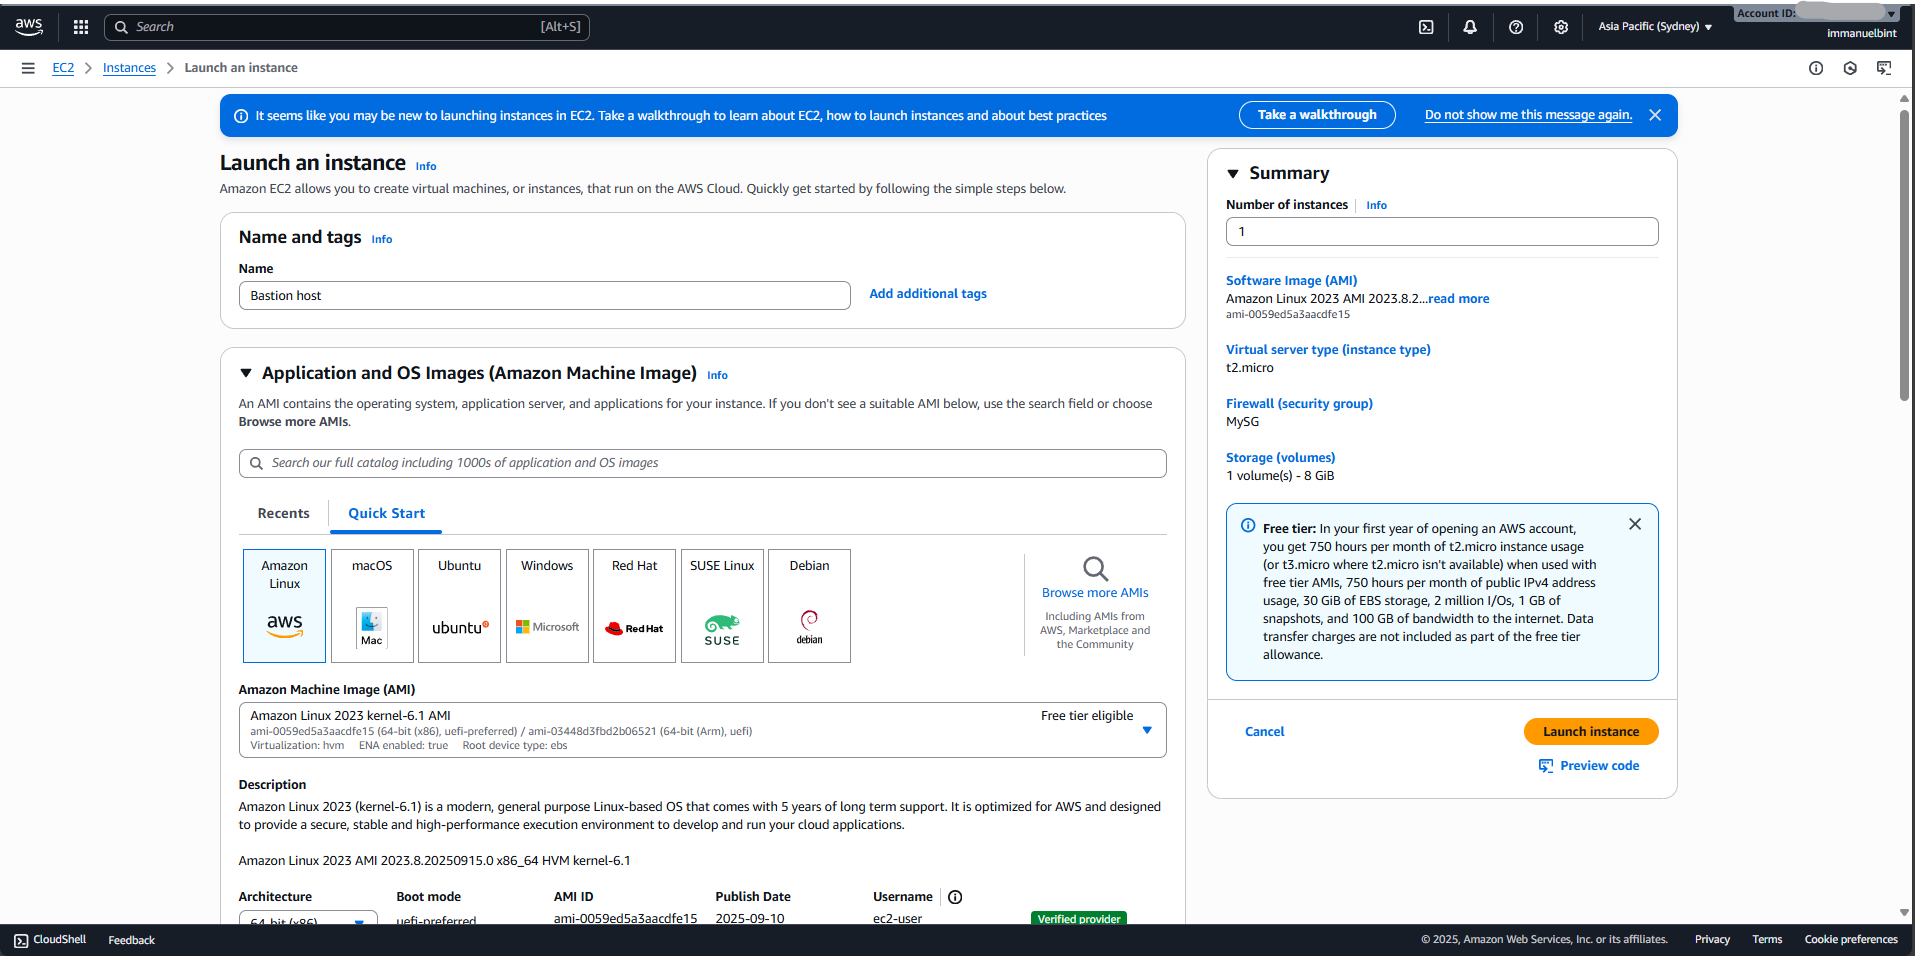 aws
Search
[Alt+S]
Asia Pacific (Sydney)
Account ID:
immanuelbint
EC2
Instances
Launch an instance
It seems like you may be new to launching instances in EC2. Take a walkthrough to learn about EC2, how to launch instances and about best practices
Take a walkthrough
Do not show me this message again.
Launch an instance Info
Amazon EC2 allows you to create virtual machines, or instances, that run on the AWS Cloud. Quickly get started by following the simple steps below.
Name and tags Info
Name
Bastion host
Add additional tags
Application and OS Images (Amazon Machine Image) Info
An AMI contains the operating system, application server, and applications for your instance. If you don't see a suitable AMI below, use the search field or choose
Browse more AMIs.
Search our full catalog including 1000s of application and OS images
Recents
Quick Start
Amazon
Linux
aws
macOS
Mac
Ubuntu
ubuntu
Windows
Microsoft
Red Hat
Red Hat
SUSE Linux
SUSE
Debian
debian
Browse more AMIs
Including AMIs from
AWS, Marketplace and
the Community
Amazon Machine Image (AMI)
Amazon Linux 2023 kernel-6.1 AMI
Free tier eligible
ami-0059ed5a3aacdfe15 (64-bit (x86), uefi-preferred) / ami-03448d3fbd2b06521 (64-bit (Arm), uefi)
Virtualization: hvm ENA enabled: true Root device type: ebs
Description
Amazon Linux 2023 (kernel-6.1) is a modern, general purpose Linux-based OS that comes with 5 years of long term support. It is optimized for AWS and designed
to provide a secure, stable and high-performance execution environment to develop and run your cloud applications.
Amazon Linux 2023 AMI 2023.8.20250915.0 x86_64 HVM kernel-6.1
Architecture
Boot mode
AMI ID
Publish Date
Username
64-bit (x86)
uefi-preferred
ami-0059ed5a3aacdfe15
2025-09-10
ec2-user
Verified provider
Summary
Number of instances Info
1
Software Image (AMI)
Amazon Linux 2023 AMI 2023.8.2...read more
ami-0059ed5a3aacdfe15
Virtual server type (instance type)
t2.micro
Firewall (security group)
MySG
Storage (volumes)
1 volume(s) - 8 GiB
Free tier: In your first year of opening an AWS account,
you get 750 hours per month of t2.micro instance usage
(or t3.micro where t2.micro isn't available) when used with
free tier AMIs, 750 hours per month of public IPv4 address
usage, 30 GiB of EBS storage, 2 million I/Os, 1 GB of
snapshots, and 100 GB of bandwidth to the internet. Data
transfer charges are not included as part of the free tier
allowance.
Cancel
Launch instance
Preview code
CloudShell
Feedback
© 2025, Amazon Web Services, Inc. or its affiliates.
Privacy
Terms
Cookie preferences